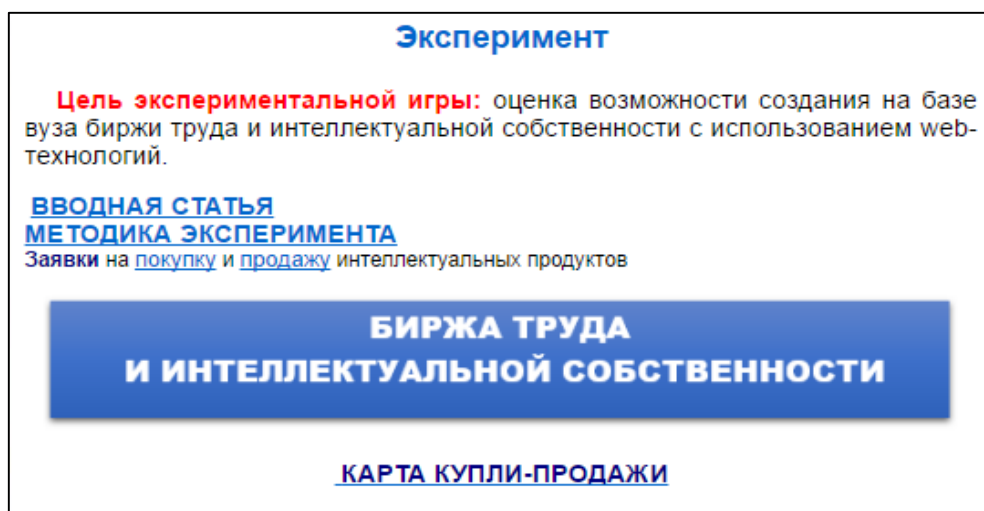 Эксперимент
Цель экспериментальной игры: оценка возможности создания на базе
вуза биржи труда и интеллектуальной собственности с использованием web-
технологий.
ВВОДНАЯ СТАТЬЯ
МЕТОДИКА ЭКСПЕРИМЕНТА
Заявки на покупку и продажу интеллектуальных продуктов
БИРЖА ТРУДА
И ИНТЕЛЛЕКТУАЛЬНОЙ СОБСТВЕННОСТИ
КАРТА КУПЛИ-ПРОДАЖИ